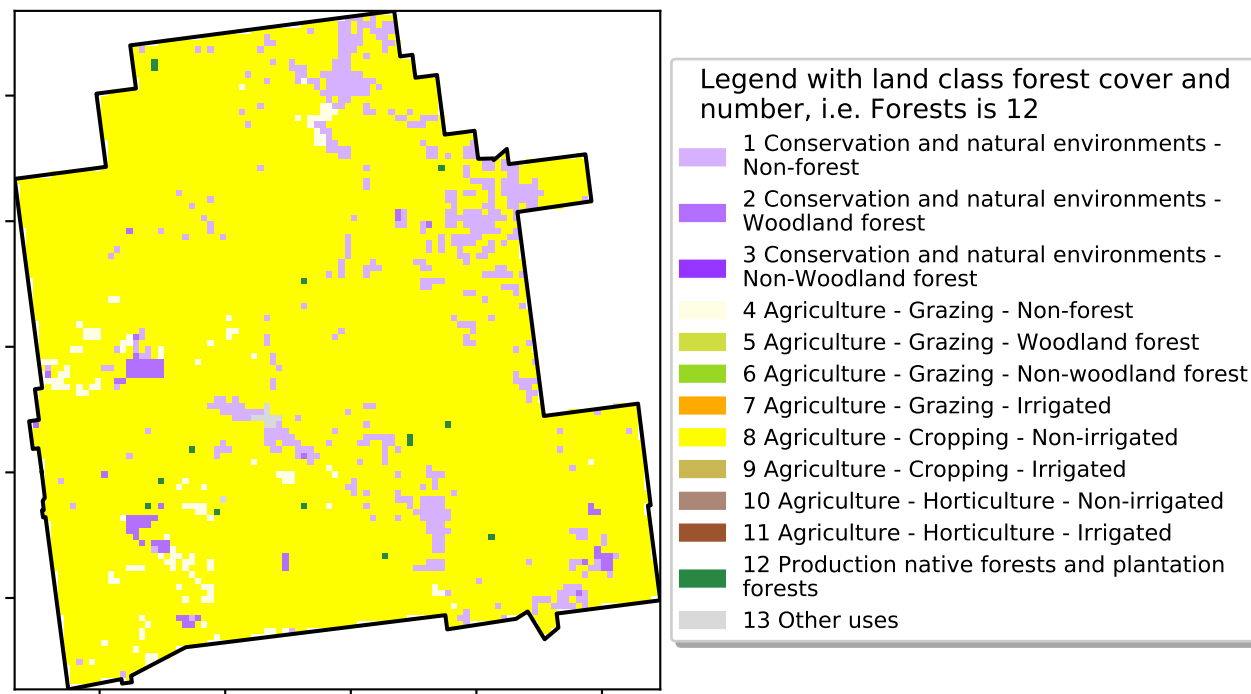 Legend with land class forest cover and
number, i.e. Forests is 12
1 Conservation and natural environments -
Non-forest
2 Conservation and natural environments -
Woodland forest
3 Conservation and natural environments -
Non-Woodland forest
4 Agriculture - Grazing - Non-forest
5 Agriculture - Grazing - Woodland forest
6 Agriculture - Grazing - Non-woodland forest
7 Agriculture - Grazing - Irrigated
8 Agriculture - Cropping - Non-irrigated
9 Agriculture - Cropping - Irrigated
10 Agriculture - Horticulture - Non-irrigated
11 Agriculture - Horticulture - Irrigated
12 Production native forests and plantation
forests
13 Other uses